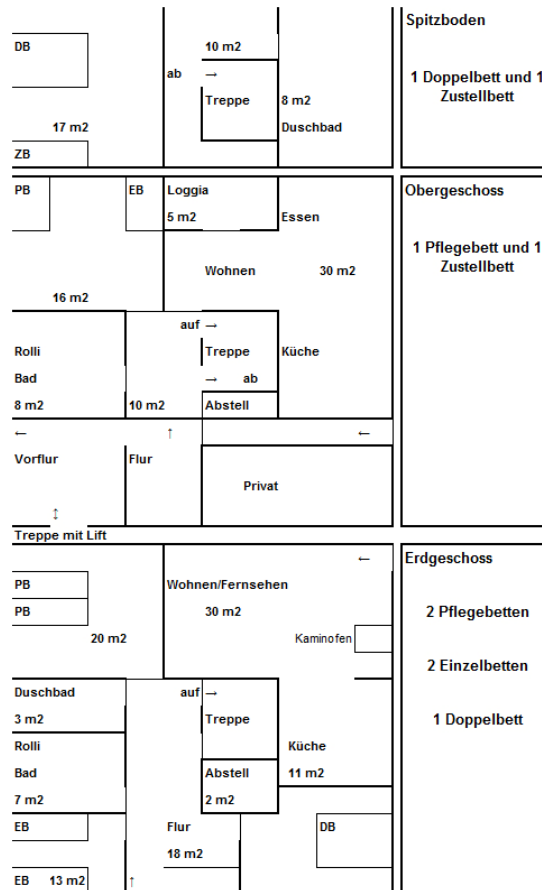 Spitzboden
DB
10 m2
ab →
1 Doppelbett und 1
Zustellbett
Treppe
8 m2
17 m2
Duschbad
ZB
PB
EB
Loggia
Obergeschoss
5 m2
Essen
1 Pflegebett und 1
Zustellbett
Wohnen
30 m2
16 m2
auf →
Rolli
Treppe
Küche
Bad
→ ab
8 m2
10 m2
Abstell
← ↑ ←
Vorflur
Flur
Privat
↕
Treppe mit Lift
←
Erdgeschoss
PB
Wohnen/Fernsehen
PB
30 m2
2 Pflegebetten
20 m2
Kaminofen
2 Einzelbetten
Duschbad
auf →
3 m2
Treppe
1 Doppelbett
Rolli
Küche
Bad
Abstell
11 m2
7 m2
2 m2
EB
Flur
DB
18 m2
EB 13 m2
↑